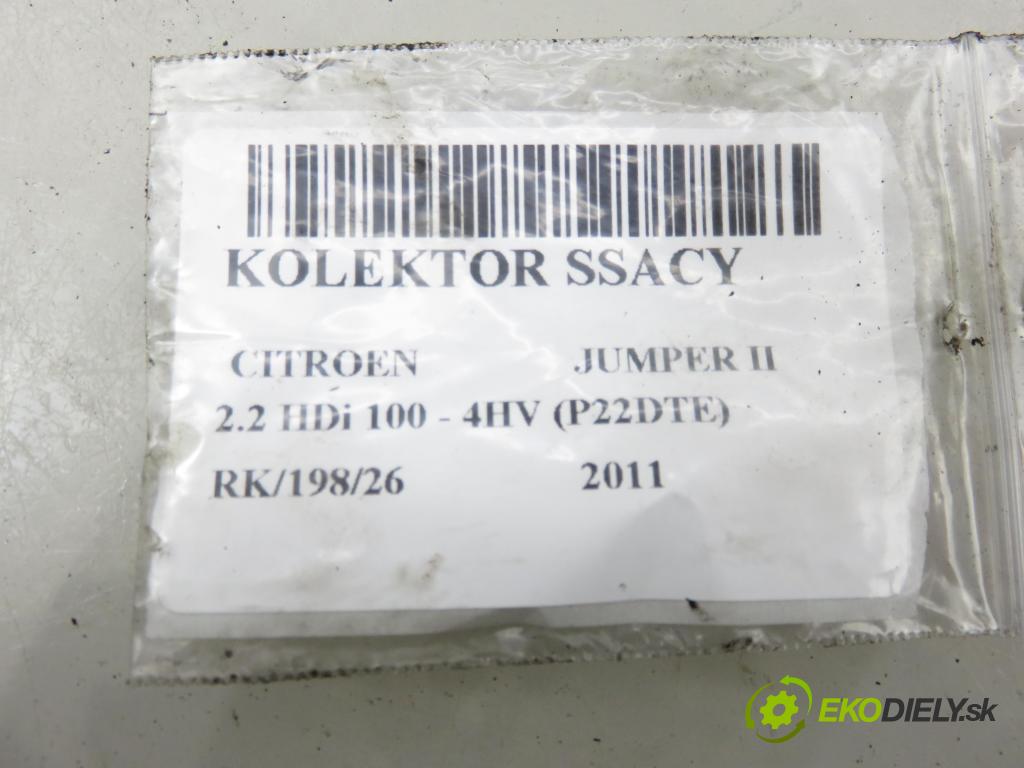 KOLEKTOR SSACY
CITROEN JUMPER II
2.2 HDi 100 - 4HV (P22DTE)
RK/198/26 2011
EKODIELY.sk